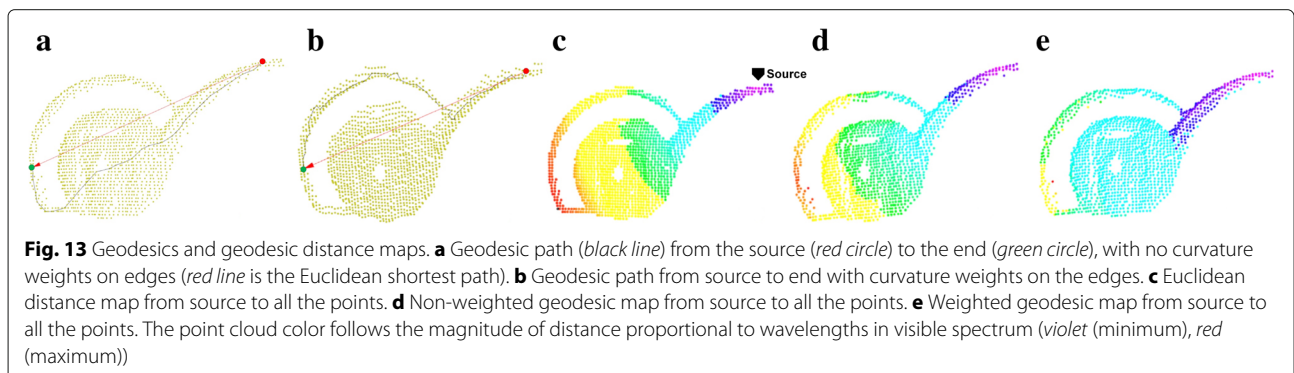 a b c d e
Source
Fig. 13 Geodesics and geodesic distance maps. a Geodesic path (black line) from the source (red circle) to the end (green circle), with no curvature
weights on edges (red line is the Euclidean shortest path). b Geodesic path from source to end with curvature weights on the edges. c Euclidean
distance map from source to all the points. d Non-weighted geodesic map from source to all the points. e Weighted geodesic map from source to
all the points. The point cloud color follows the magnitude of distance proportional to wavelengths in visible spectrum (violet (minimum), red
(maximum))